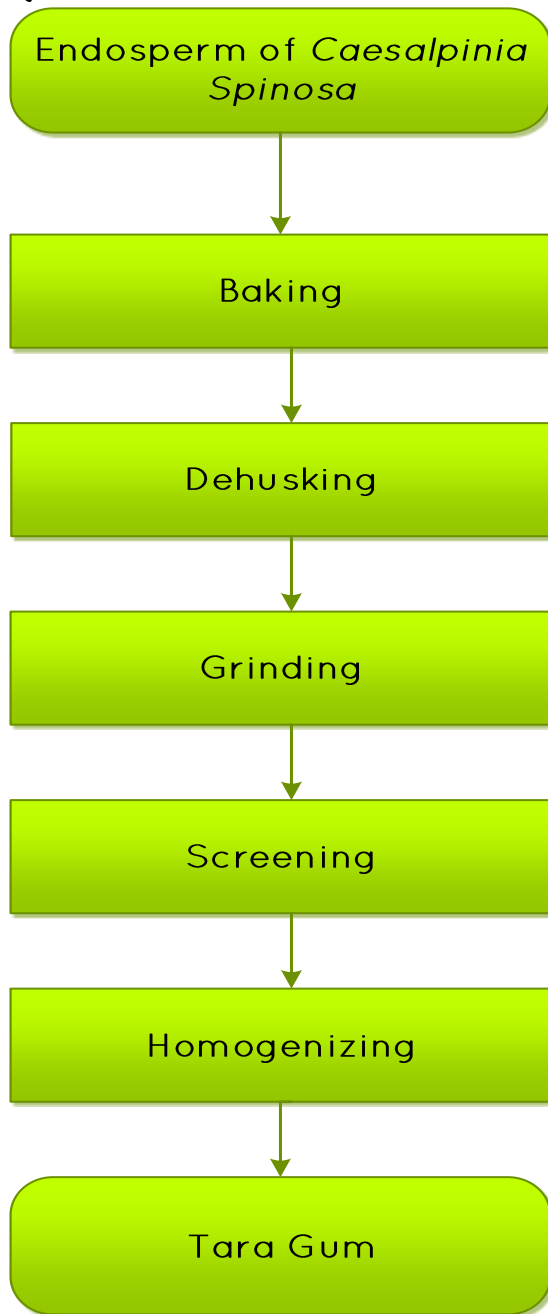 Endosperm of Caesalpinia
Spinosa
Baking
Dehusking
Grinding
Screening
Homogenizing
Tara Gum